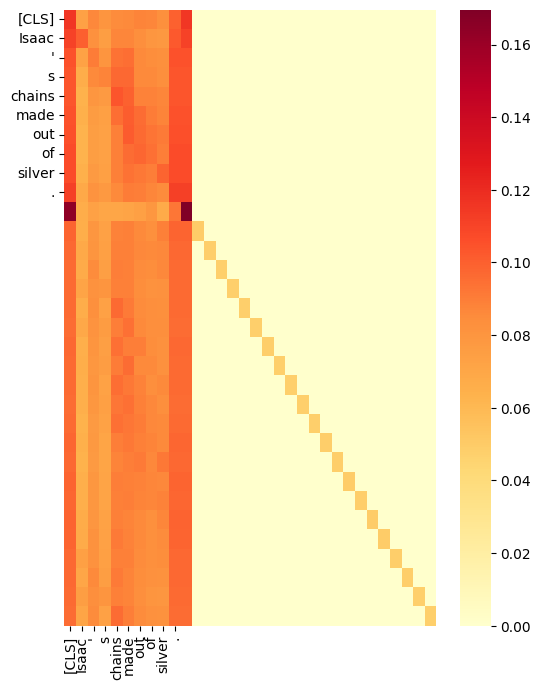 [CLS]
Isaac
'
s
chains
made
out
of
silver
.
0.16
0.14
0.12
0.10
0.08
0.06
0.04
0.02
0.00
[CLS]
Isaac
'
s
chains
made
out
of
silver
.